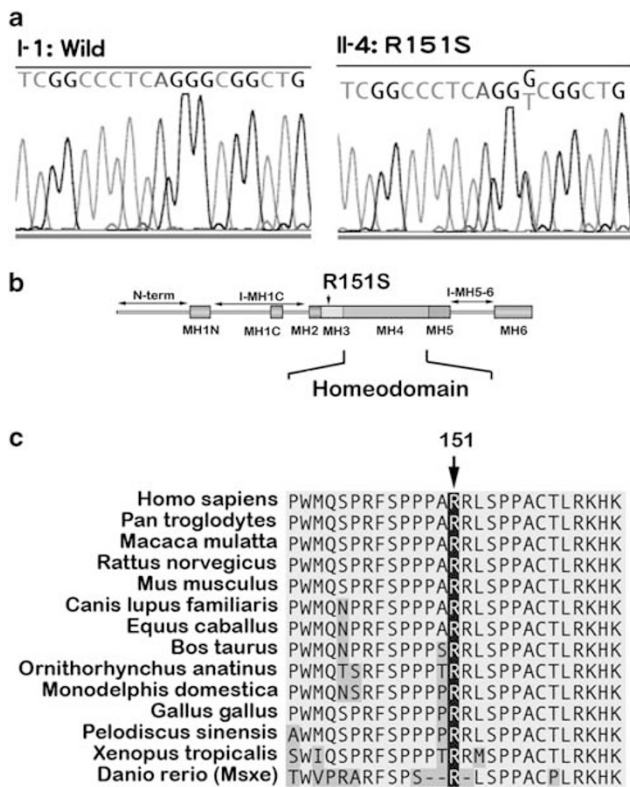 a
I-1: Wild
II-4: R151S
TCGGCCCTCAGGGCGGCTG
G
TCGGCCCTCAGG CGGCTG
T
b
R151S
N-term I-MH1C I-MH5-6
MH1N MH1C MH2 MH3 MH4 MH5 MH6
Homeodomain
c
151
Homo sapiens PWMQSPRFSPPPARRLSPPACTLRKHK
Pan troglodytes PWMQSPRFSPPPARRLSPPACTLRKHK
Macaca mulatta PWMQSPRFSPPPARRLSPPACTLRKHK
Rattus norvegicus PWMQSPRFSPPPARRLSPPACTLRKHK
Mus musculus PWMQSPRFSPPPARRLSPPACTLRKHK
Canis lupus familiaris PWMQNPRFSPPPARRLSPPACTLRKHK
Equus caballus PWMQSPRFSPPPARRLSPPACTLRKHK
Bos taurus PWMQNPRFSPPPSRRLSPPACTLRKHK
Ornithorhynchus anatinus PWMQTSRFSPPPTRRLSPPACTLRKHK
Monodelphis domestica PWMQNSRFSPPPPRRLSPPACTLRKHK
Gallus gallus PWMQSPRFSPPPPRRLSPPACTLRKHK
Pelodiscus sinensis AWMQSPRFSPPPPRRLSPPACTLRKHK
Xenopus tropicalis SWIQSPRFSPPPTRRMSPPACTLRKHK
Danio rerio (Msxe) TWVPRARFSPS--R-LSPPACPLRKHK